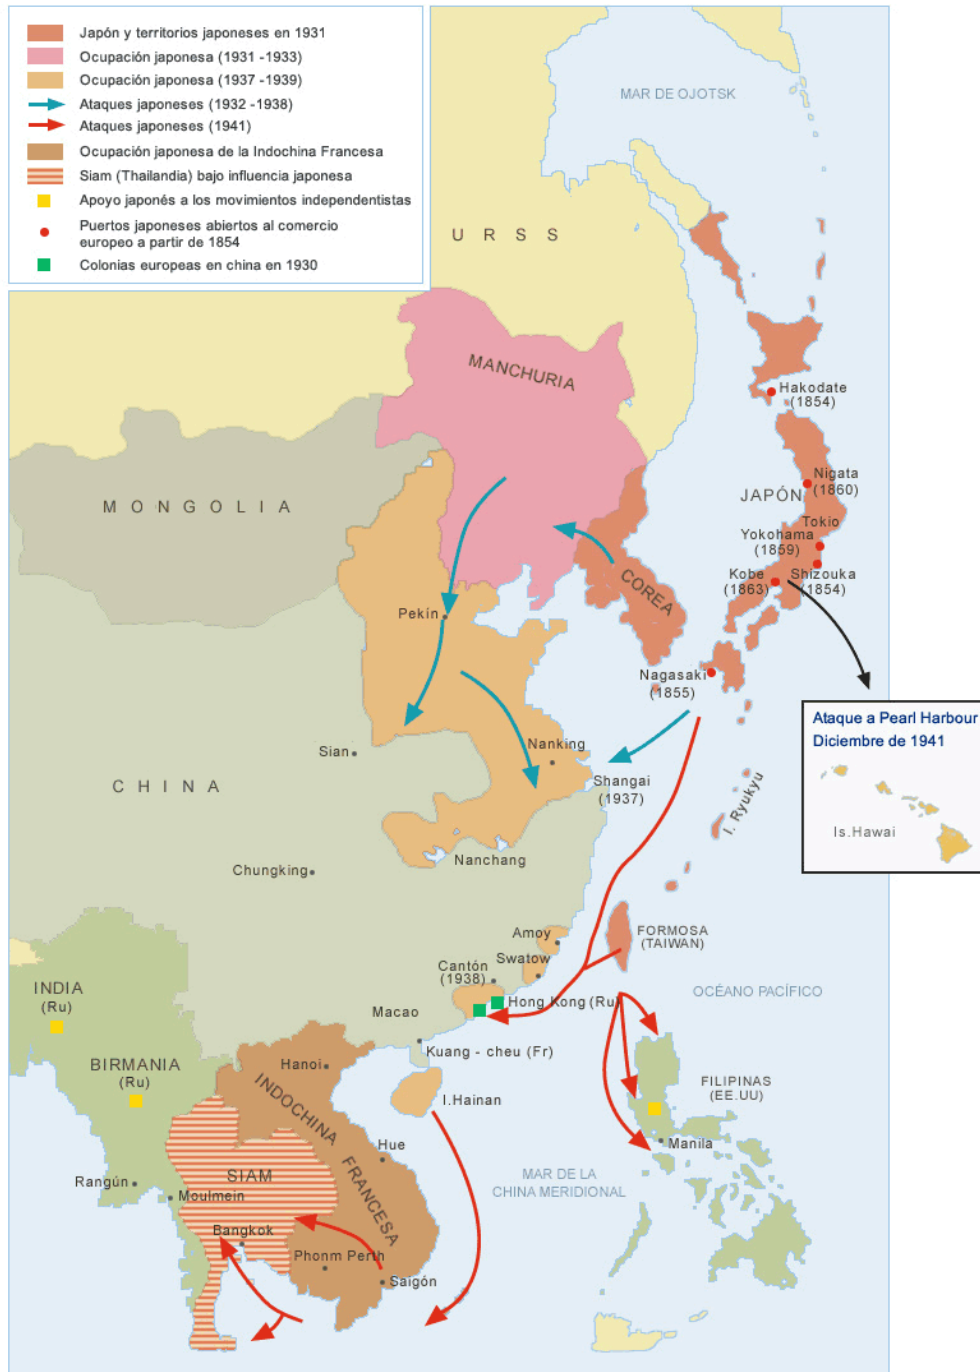 Japón y territorios japoneses en 1931
Ocupación japonesa (1931 -1933)
Ocupación japonesa (1937 -1939)
Ataques japoneses (1932 -1938)
Ataques japoneses (1941)
Ocupación japonesa de la Indochina Francesa
Siam (Thailandia) bajo influencia japonesa
Apoyo japonés a los movimientos independentistas
Puertos japoneses abiertos al comercio
europeo a partir de 1854
Colonias europeas en china en 1930
MAR DE OJOTSK
URSS
MANCHURIA
Hakodate
(1854)
MONGOLIA
JAPÓN
Nigata
(1860)
Tokio
Yokohama
(1859)
Kobe
(1863)
Shizouka
(1854)
COREA
Pekín
Nagasaki
(1855)
Ataque a Pearl Harbour
Diciembre de 1941
Is.Hawai
Sian
Nanking
Shangai
(1937)
CHINA
I. Ryukyu
Nanchang
Chungking
Amoy
Swatow
FORMOSA
(TAIWAN)
Cantón
(1938)
Hong Kong (Ru)
Macao
OCÉANO PACÍFICO
INDIA
(Ru)
Kuang - cheu (Fr)
BIRMANIA
(Ru)
Hanoi
INDOCHINA
FRANCESA
I.Hainan
FILIPINAS
(EE.UU)
Manila
Hue
SIAM
MAR DE LA
CHINA MERIDIONAL
Rangún
Moulmein
Bangkok
Phonm Perth
Saigón